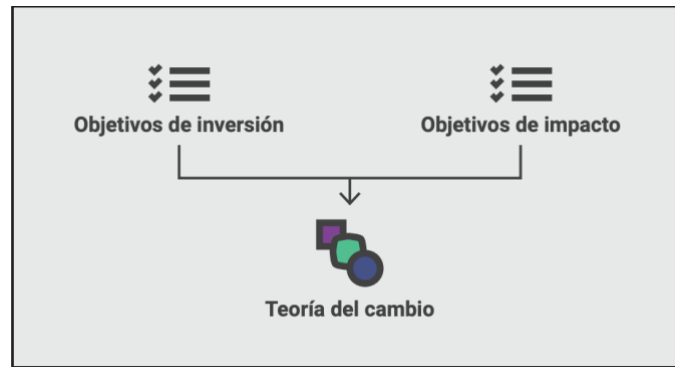 Objetivos de inversión
Objetivos de impacto
Teoría del cambio